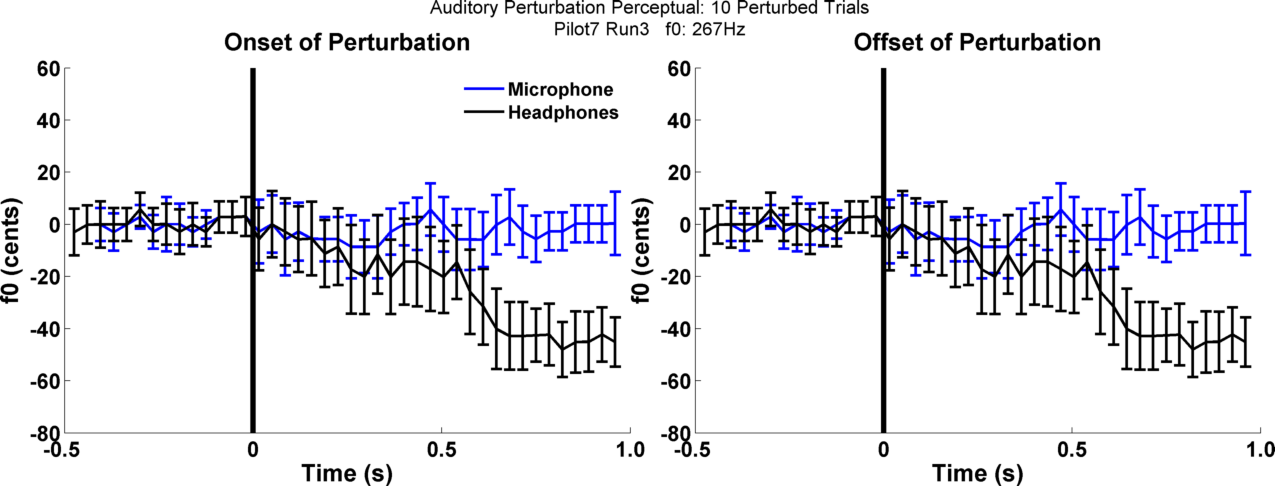 Auditory Perturbation Perceptual: 10 Perturbed Trials
Pilot7 Run3 f0: 267Hz
Onset of Perturbation
60
40
20
0
-20
-40
-60
-80
f0 (cents)
-0.5
0
0.5
1.0
Time (s)
Microphone
Headphones
Offset of Perturbation
60
40
20
0
-20
-40
-60
-80
f0 (cents)
-0.5
0
0.5
1.0
Time (s)